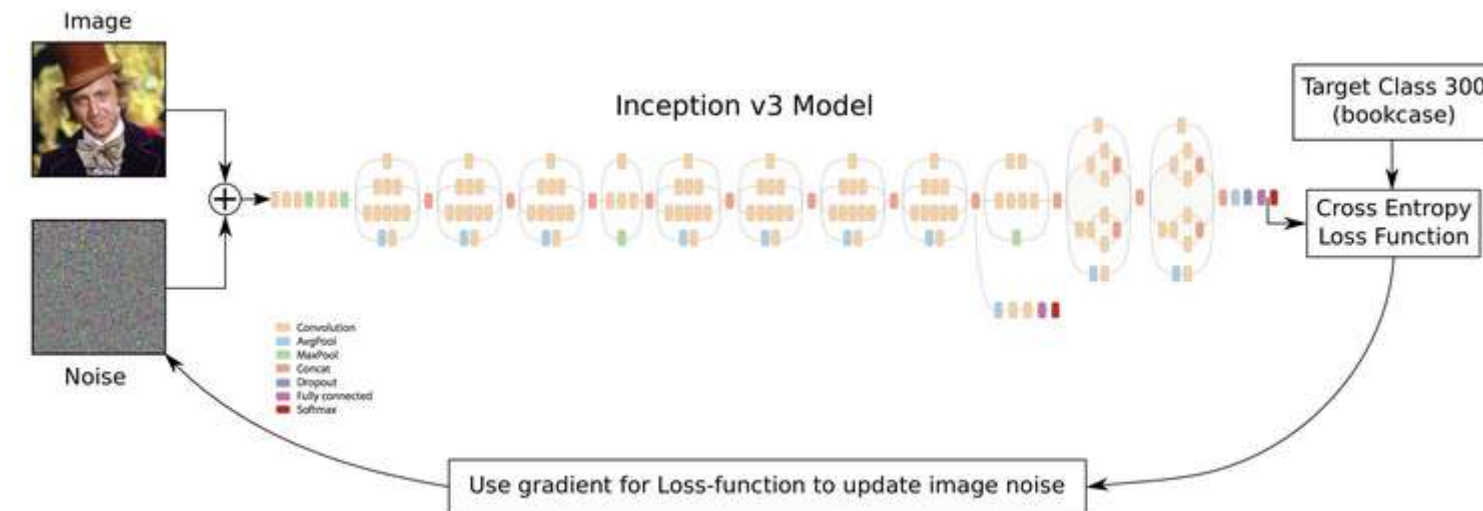 Image
Inception v3 Model
Target Class 300
(bookcase)
Cross Entropy
Loss Function
Noise
Convolution
AvgPool
MaxPool
Concat
Dropout
Fully connected
Softmax
Use gradient for Loss-function to update image noise